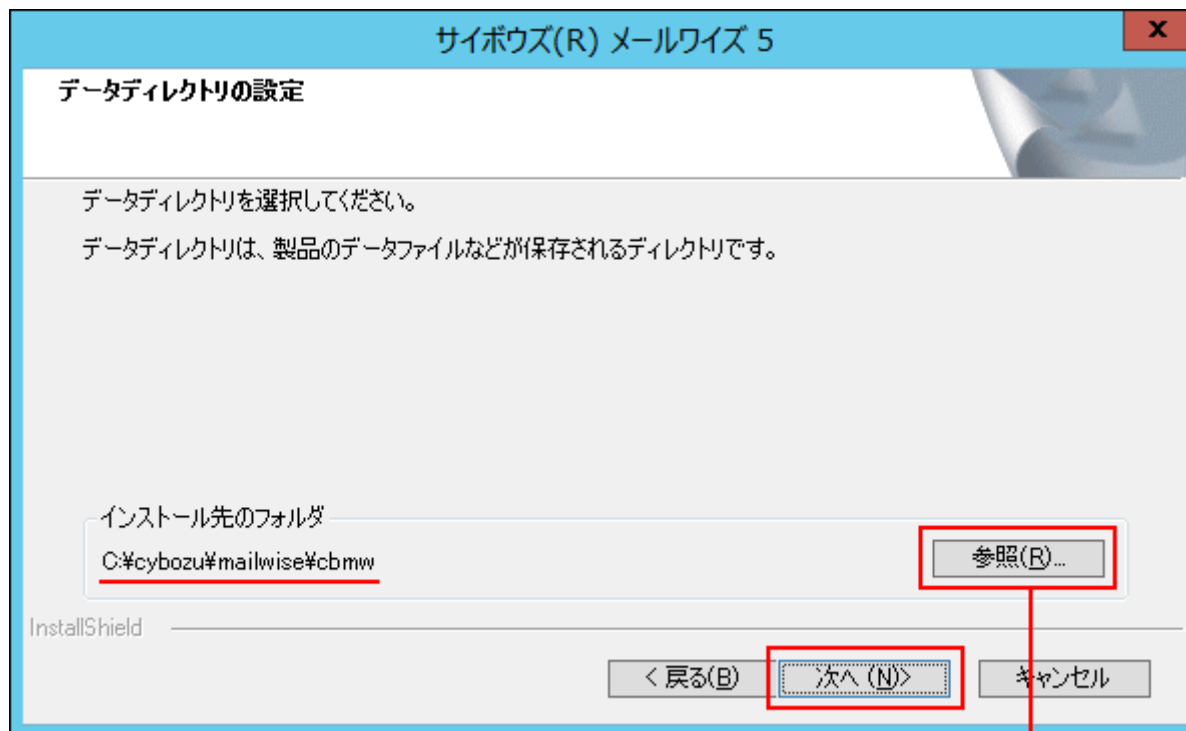 サイボウズ(R) メールワイズ 5
x
データディレクトリの設定
データディレクトリを選択してください。
データディレクトリは、製品のデータファイルなどが保存されるディレクトリです。
インストール先のフォルダ
C:¥cybozu¥mailwise¥cbmw
参照(R)...
InstallShield
< 戻る(B)
次へ (N)>
キャンセル